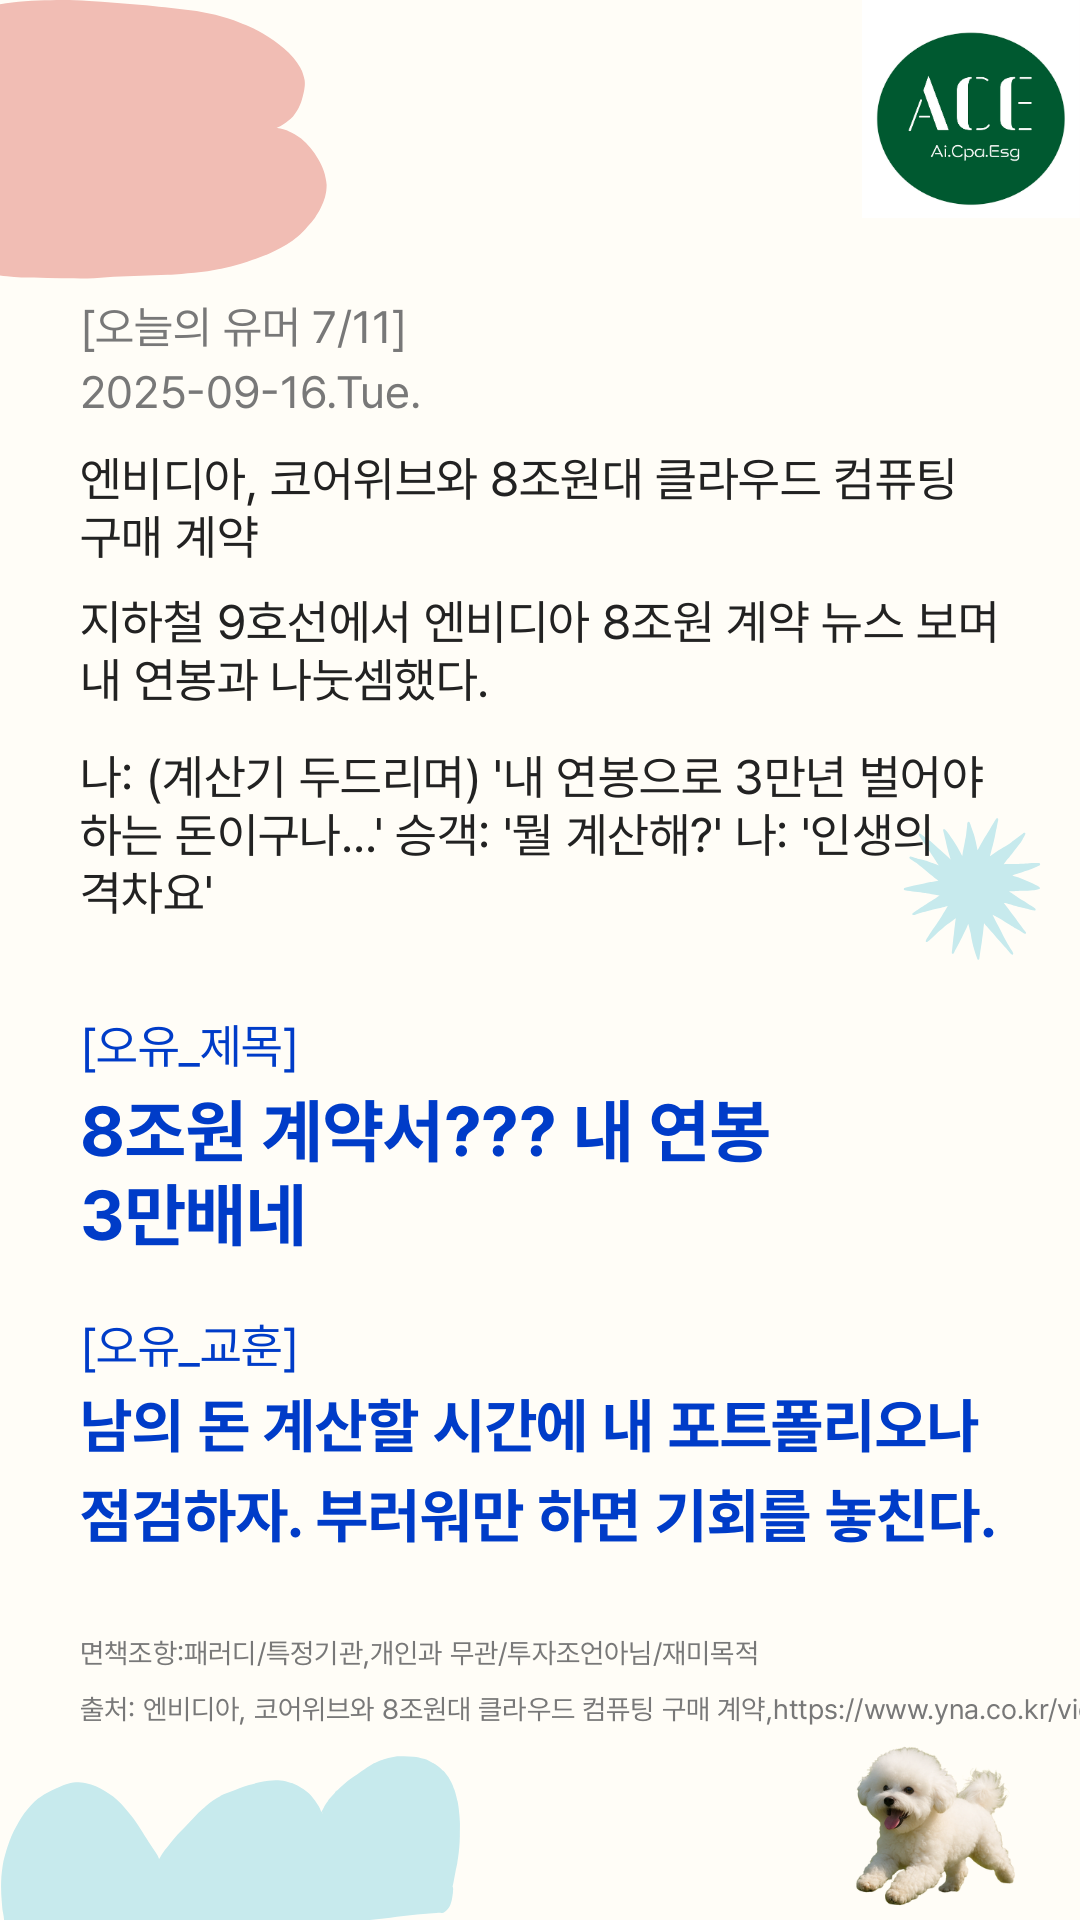 ACE
Ai.Cpa.Esg
[오늘의 유머 7/11]
2025-09-16.Tue.
엔비디아, 코어위브와 8조원대 클라우드 컴퓨팅
구매 계약
지하철 9호선에서 엔비디아 8조원 계약 뉴스 보며
내 연봉과 나눗셈했다.
나: (계산기 두드리며) '내 연봉으로 3만년 벌어야
하는 돈이구나...' 승객: '뭘 계산해?' 나: '인생의
격차요'
[오유_제목]
8조원 계약서??? 내 연봉
3만배네
[오유_교훈]
남의 돈 계산할 시간에 내 포트폴리오나
점검하자. 부러워만 하면 기회를 놓친다.
면책조항:패러디/특정기관,개인과 무관/투자조언아님/재미목적
출처: 엔비디아, 코어위브와 8조원대 클라우드 컴퓨팅 구매 계약,https://www.yna.co.kr/vi